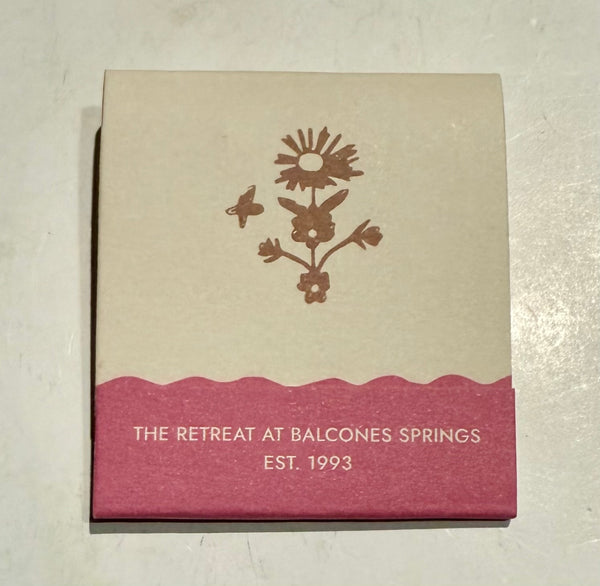 THE RETREAT AT BALCONES SPRINGS
EST. 1993